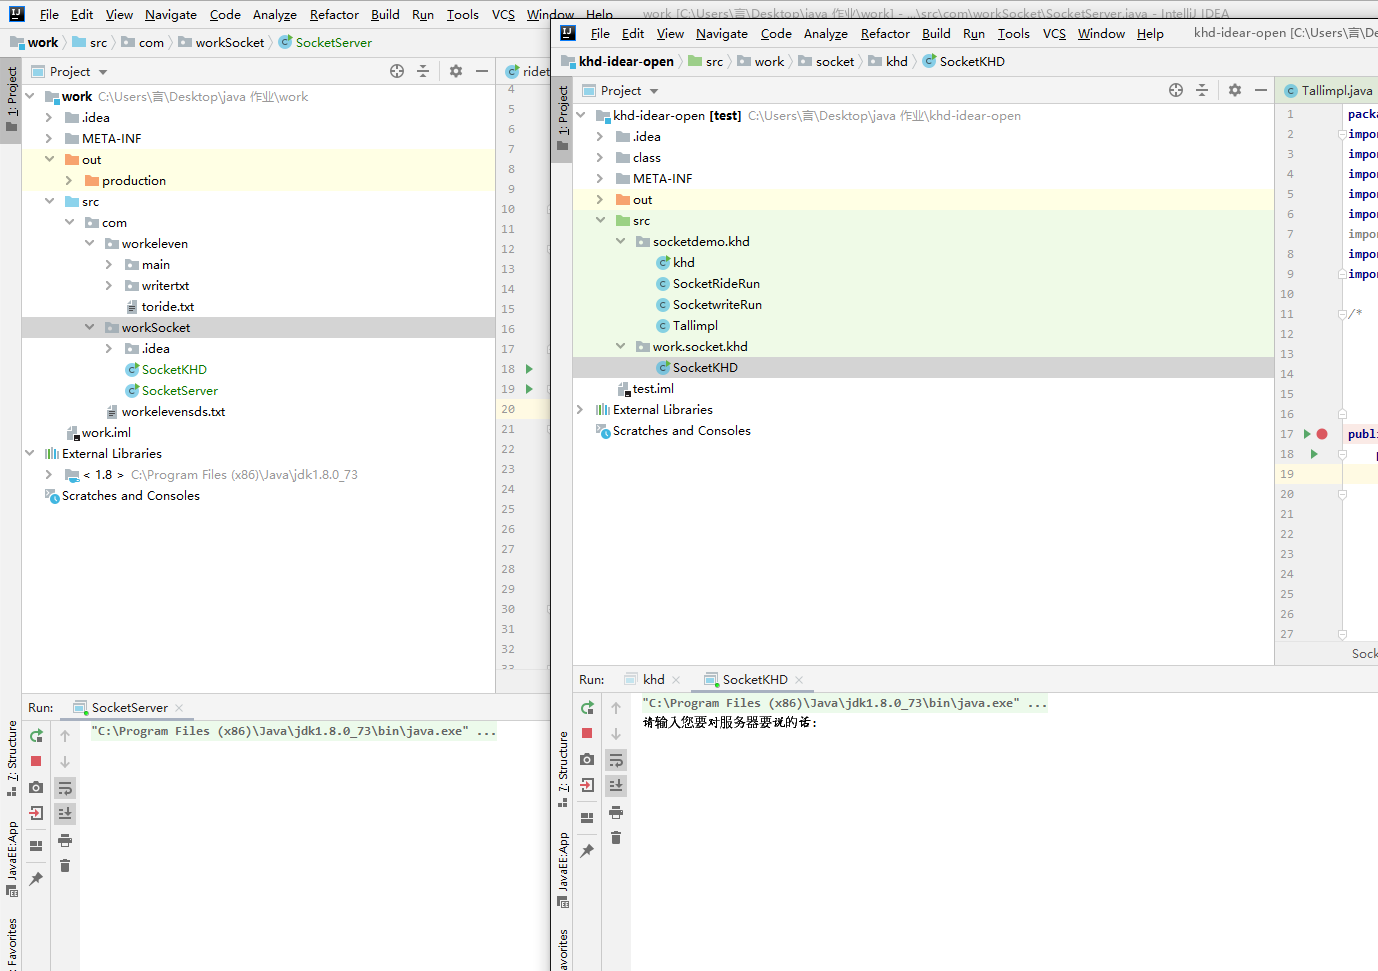 File Edit View Navigate Code Analyze Refactor Build Run Tools VCS Window Help work [C:\Users\言\Desktop\java 作业\work] - ...\src\com\workSocket\SocketServer.java - IntelliJ IDEA
work src com workSocket SocketServer
1: Project
Project
ridet
work C:\Users\言\Desktop\java 作业\work
.idea
META-INF
out
production
src
com
workeleven
main
writertxt
toride.txt
workSocket
.idea
SocketKHD
SocketServer
workelevensds.txt
work.iml
External Libraries
< 1.8 > C:\Program Files (x86)\Java\jdk1.8.0_73
Scratches and Consoles
4
5
6
7
8
9
10
11
12
13
14
15
16
17
18
19
20
21
22
23
24
25
26
27
28
29
30
31
32
33
Run: SocketServer
"C:\Program Files (x86)\Java\jdk1.8.0_73\bin\java.exe" ...
7: Structure
JavaEE:App
Favorites
File Edit View Navigate Code Analyze Refactor Build Run Tools VCS Window Help khd-idear-open [C:\Users\言\De
khd-idear-open src work socket khd SocketKHD
1: Project
Project
Tallimpl.java
khd-idear-open [test] C:\Users\言\Desktop\java 作业\khd-idear-open
.idea
class
META-INF
out
src
socketdemo.khd
khd
SocketRideRun
SocketwriteRun
Tallimpl
work.socket.khd
SocketKHD
test.iml
External Libraries
Scratches and Consoles
1 packa
2 impor
3 impor
4 impor
5 impor
6 impor
7 impor
8 impor
9 impor
10
11 /*
12
13
14
15
16
17 publi
18 p
19
20
21
22
23
24
25
26
27
Sock
Run: khd SocketKHD
"C:\Program Files (x86)\Java\jdk1.8.0_73\bin\java.exe" ...
请输入您要对服务器要说的话：
7: Structure
JavaEE:App
avorites